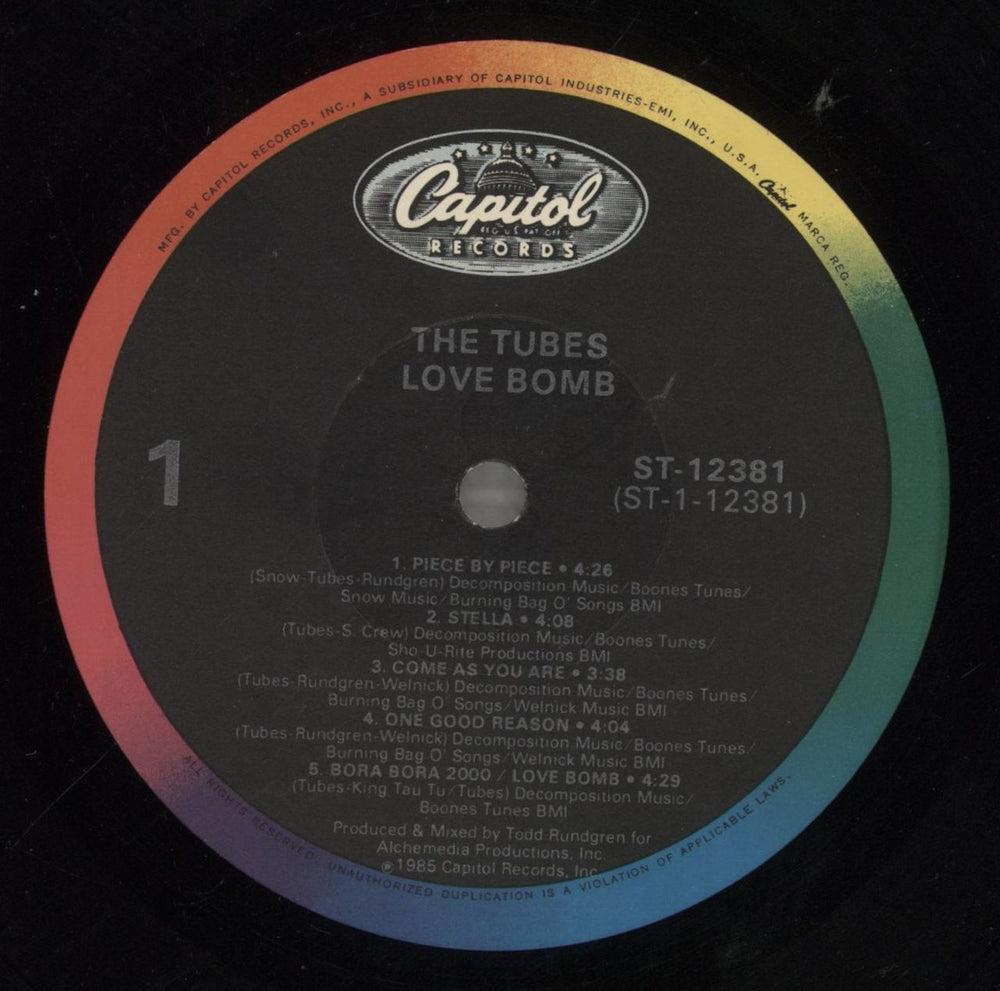 MFG. BY CAPITOL RECORDS, INC., A SUBSIDIARY OF CAPITOL INDUSTRIES-EMI, INC., U.S.A. Capitol MARCA REG.
Capitol
REG. U.S. PAT. OFF.
RECORDS
THE TUBES
LOVE BOMB
1
ST-12381
(ST-1-12381)
1. PIECE BY PIECE • 4:26
(Snow-Tubes-Rundgren) Decomposition Music/Boones Tunes/
Snow Music/Burning Bag O' Songs BMI
2. STELLA • 4:08
(Tubes-S. Crew) Decomposition Music/Boones Tunes/
Sho-U-Rite Productions BMI
3. COME AS YOU ARE • 3:38
(Tubes-Rundgren-Welnick) Decomposition Music/Boones Tunes/
Burning Bag O' Songs/Welnick Music BMI
4. ONE GOOD REASON • 4:04
(Tubes-Rundgren-Welnick) Decomposition Music/Boones Tunes/
Burning Bag O' Songs/Welnick Music BMI
5. BORA BORA 2000 / LOVE BOMB • 4:29
(Tubes-King Tau Tu/Tubes) Decomposition Music/
Boones Tunes BMI
Produced & Mixed by Todd Rundgren for
Alchemedia Productions, Inc.
℗1985 Capitol Records, Inc.
ALL RIGHTS RESERVED. UNAUTHORIZED DUPLICATION IS A VIOLATION OF APPLICABLE LAWS.